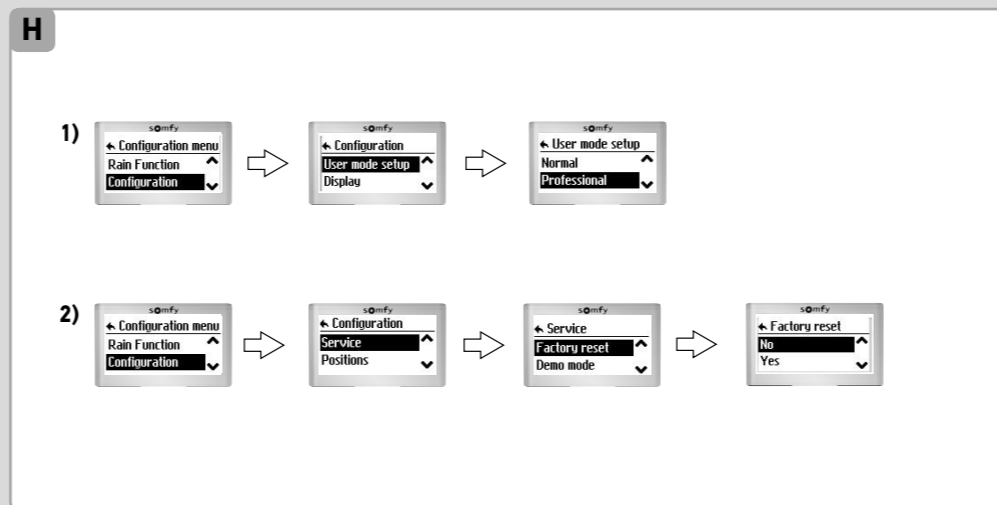 H
1)
somfy
Configuration menu
Rain Function
Configuration
somfy
Configuration
User mode setup
Display
somfy
User mode setup
Normal
Professional
2)
somfy
Configuration menu
Rain Function
Configuration
somfy
Configuration
Service
Positions
somfy
Service
Factory reset
Demo mode
somfy
Factory reset
No
Yes